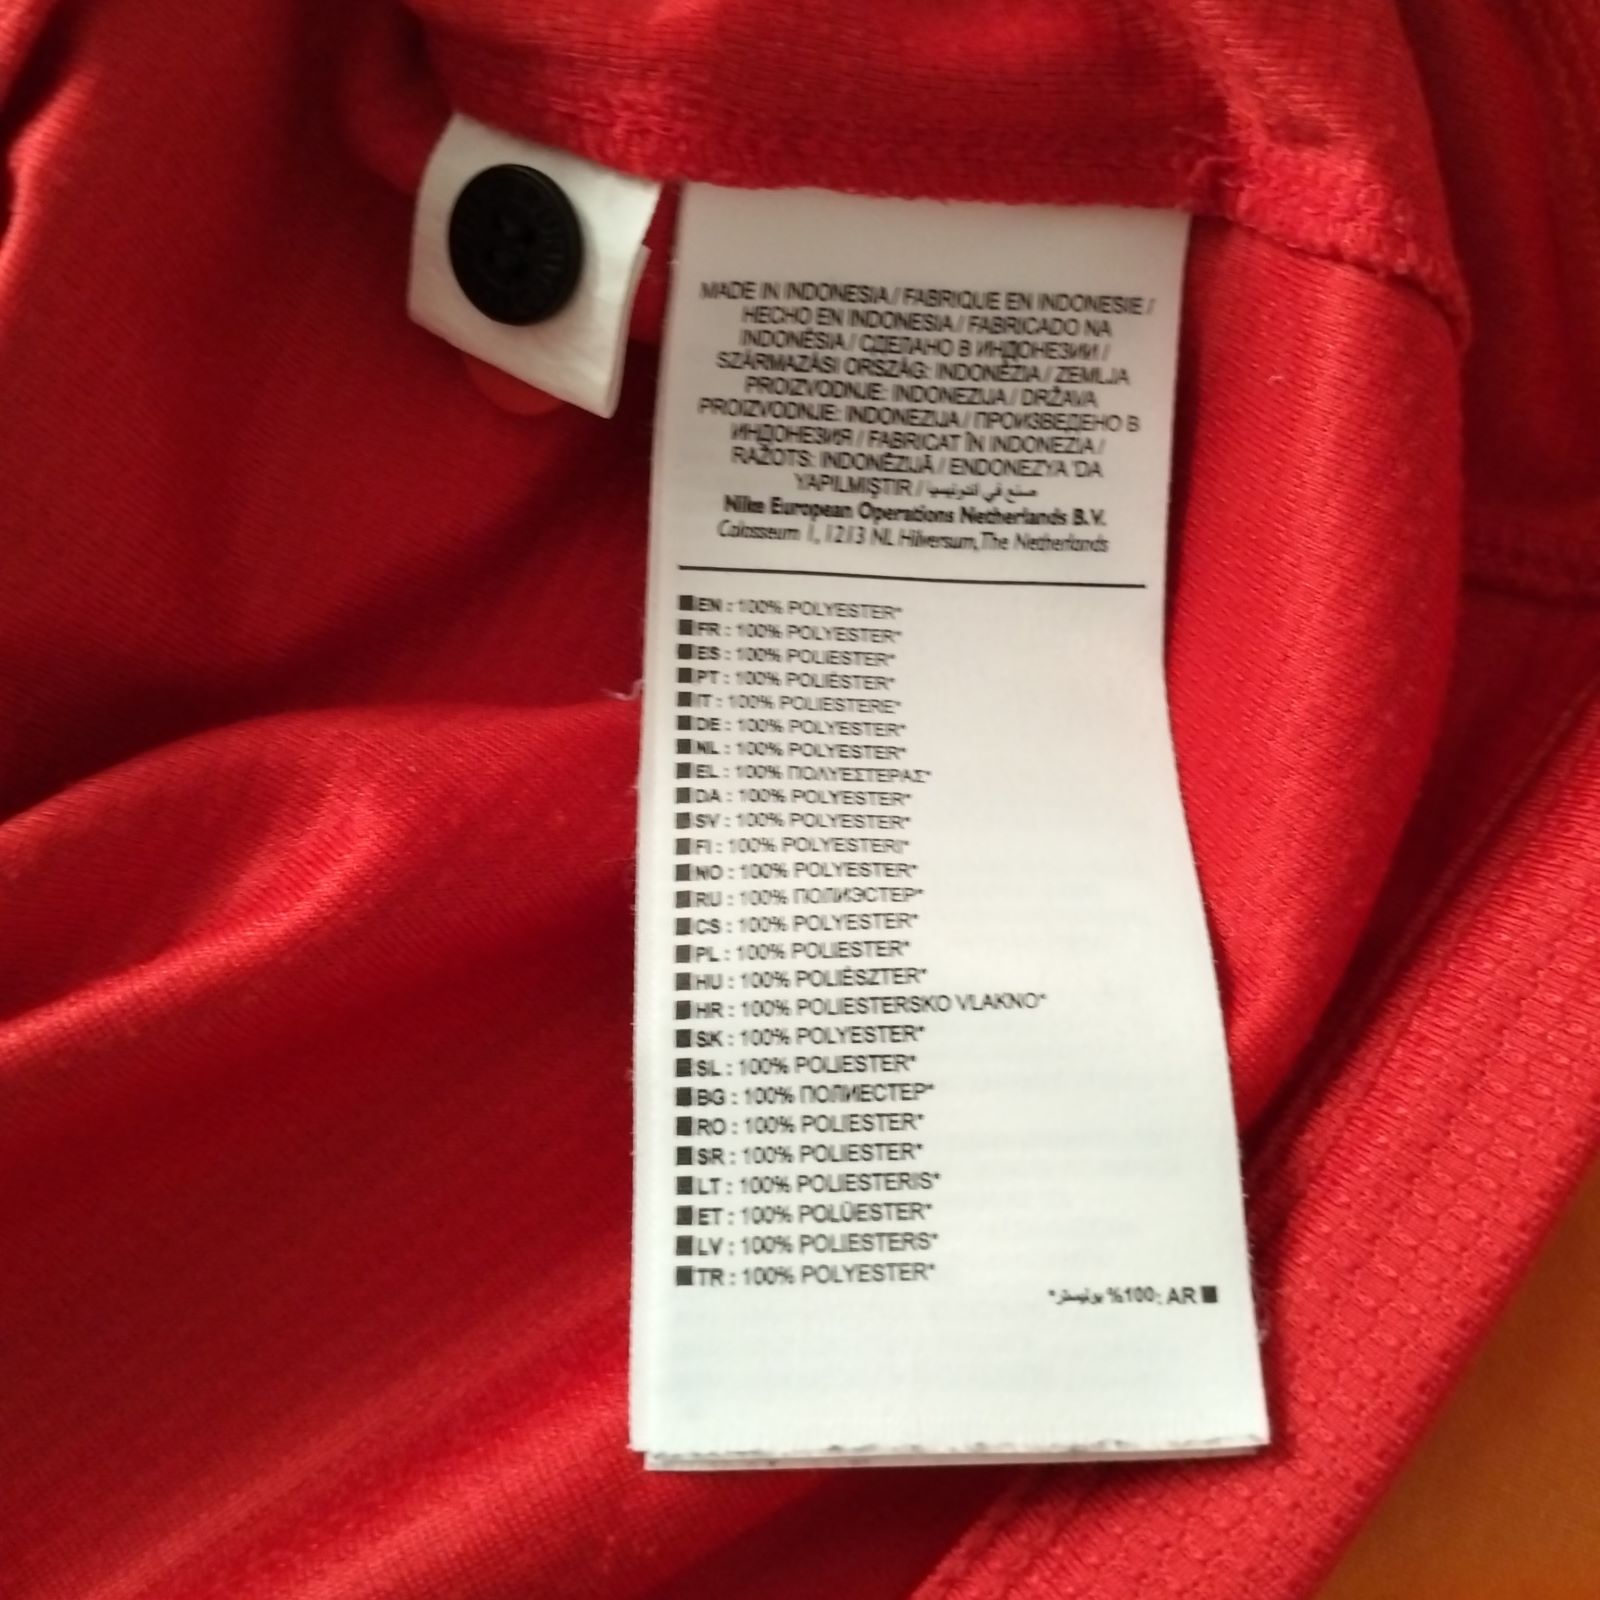 MADE IN INDONESIA / FABRIQUE EN INDONESIE /
HECHO EN INDONESIA / FABRICADO NA
INDONÉSIA / СДЕЛАНО В ИНДОНЕЗИИ /
SZÁRMAZÁSI ORSZÁG: INDONÉZIA / ZEMLJA
PROIZVODNJE: INDONEZIJA / DRŽAVA
PROIZVODNJE: INDONEZIJA / ПРОИЗВЕДЕНО В
ИНДОНЕЗИЯ / FABRICAT ÎN INDONEZIA /
RAŽOTS: INDONĒZIJĀ / ENDONEZYA 'DA
YAPILMIŞTIR / صنع في اندونيسيا
Nike European Operations Netherlands B.V.
Colosseum 1, 1213 NL Hilversum, The Netherlands
EN : 100% POLYESTER*
FR : 100% POLYESTER*
ES : 100% POLIESTER*
PT : 100% POLIÉSTER*
IT : 100% POLIESTERE*
DE : 100% POLYESTER*
NL : 100% POLYESTER*
EL : 100% ΠΟΛΥΕΣΤΕΡΑΣ*
DA : 100% POLYESTER*
SV : 100% POLYESTER*
FI : 100% POLYESTERI*
NO : 100% POLYESTER*
RU : 100% ПОЛИЭСТЕР*
CS : 100% POLYESTER*
PL : 100% POLIESTER*
HU : 100% POLIÉSZTER*
HR : 100% POLIESTERSKO VLAKNO*
SK : 100% POLYESTER*
SL : 100% POLIESTER*
BG : 100% ПОЛИЕСТЕР*
RO : 100% POLIESTER*
SR : 100% POLIESTER*
LT : 100% POLIESTERIS*
ET : 100% POLÜESTER*
LV : 100% POLIESTERS*
TR : 100% POLYESTER*
AR :100% بوليستر*